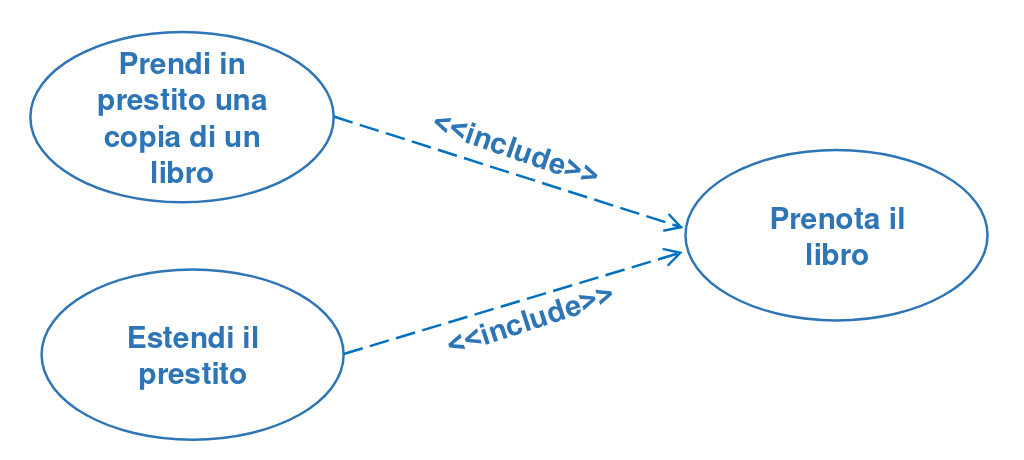 Prendi in
prestito una
copia di un
libro
<<include>>
Prenota il
libro
<<include>>
Estendi il
prestito